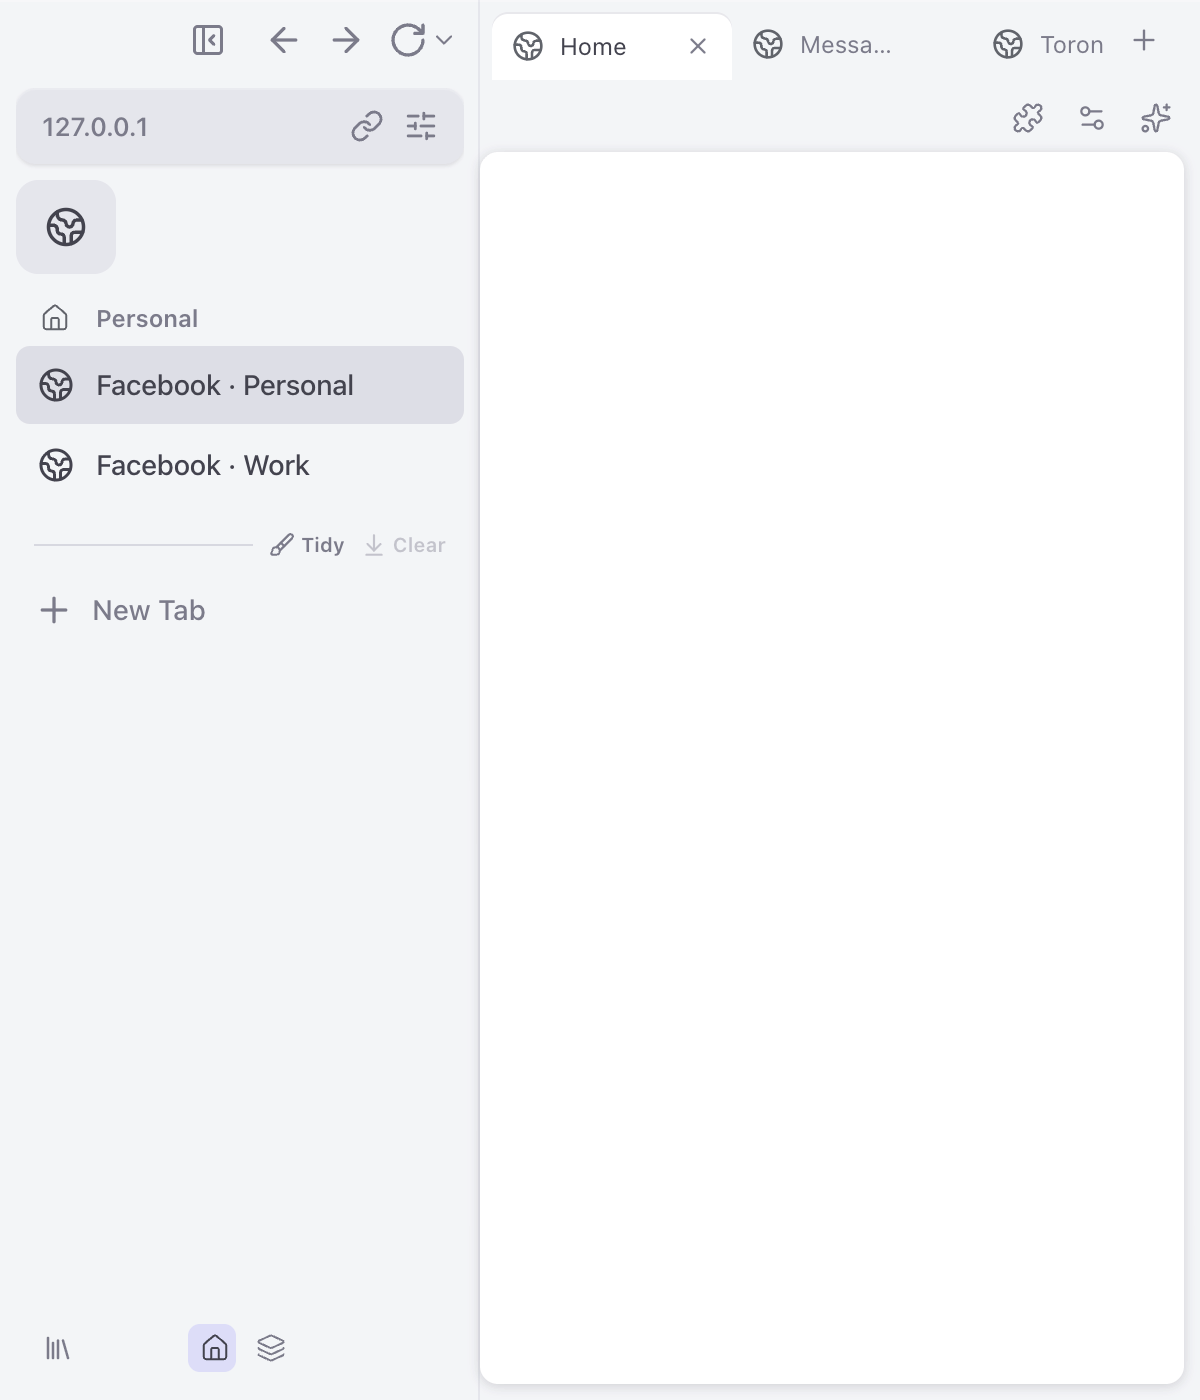 Home
Messa...
Toron
127.0.0.1
Personal
Facebook · Personal
Facebook · Work
Tidy
Clear
New Tab